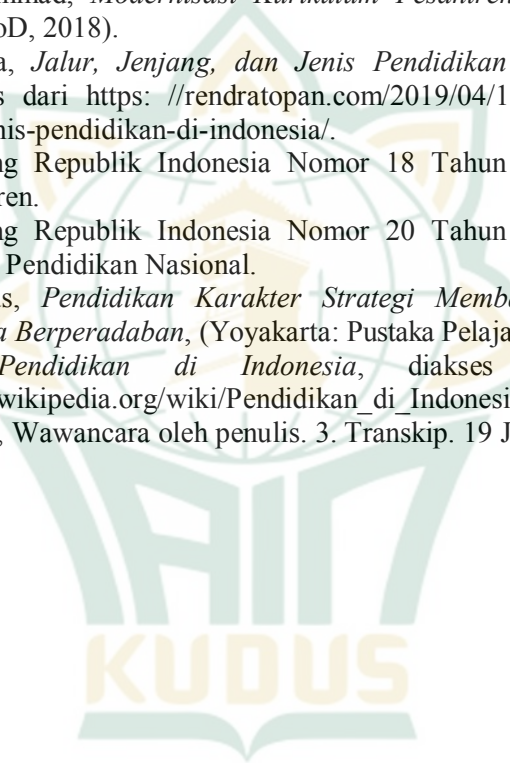 Modernisasi Kurikulum Pesantren
oD, 2018).
a, Jalur, Jenjang, dan Jenis Pendidikan
s dari https: //rendratopan.com/2019/04/1
nis-pendidikan-di-indonesia/.
ng Republik Indonesia Nomor 18 Tahun
ren.
ng Republik Indonesia Nomor 20 Tahun
Pendidikan Nasional.
as, Pendidikan Karakter Strategi Memba
a Berperadaban, (Yoyakarta: Pustaka Pelaja
Pendidikan di Indonesia, diakses
wikipedia.org/wiki/Pendidikan_di_Indonesi
, Wawancara oleh penulis. 3. Transkip. 19 J
IAIN
KUDUS